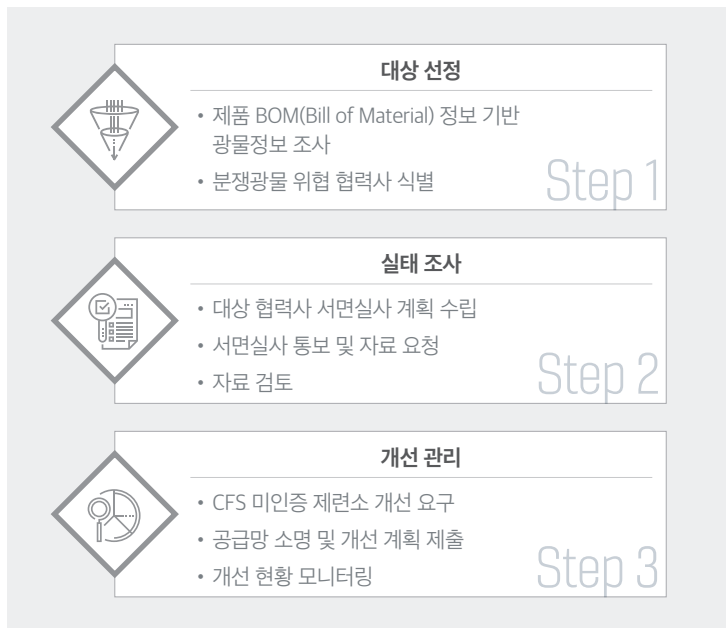 대상 선정
• 제품 BOM(Bill of Material) 정보 기반
광물정보 조사
• 분쟁광물 위협 협력사 식별
Step 1
실태 조사
• 대상 협력사 서면실사 계획 수립
• 서면실사 통보 및 자료 요청
• 자료 검토
Step 2
개선 관리
• CFS 미인증 제련소 개선 요구
• 공급망 소명 및 개선 계획 제출
• 개선 현황 모니터링
Step 3